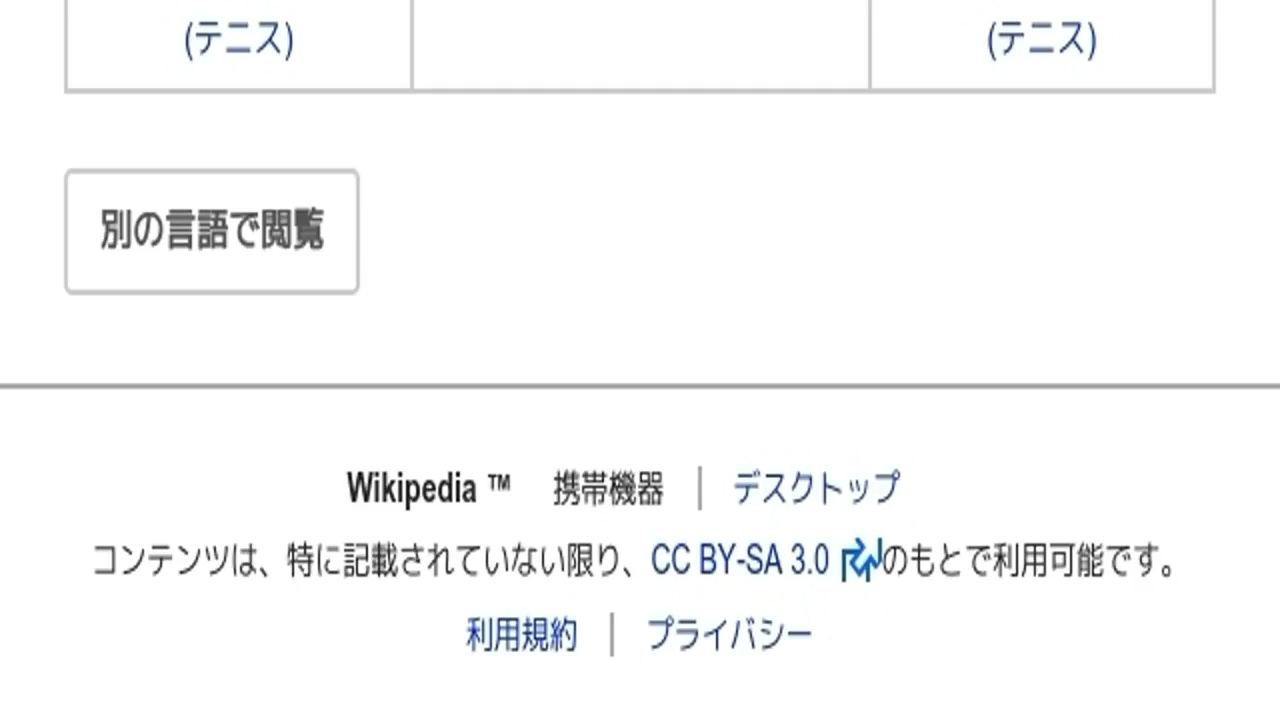 (テニス) (テニス)
別の言語で閲覧
Wikipedia ™ 携帯機器 | デスクトップ
コンテンツは、特に記載されていない限り、CC BY-SA 3.0 のもとで利用可能です。
利用規約 | プライバシー